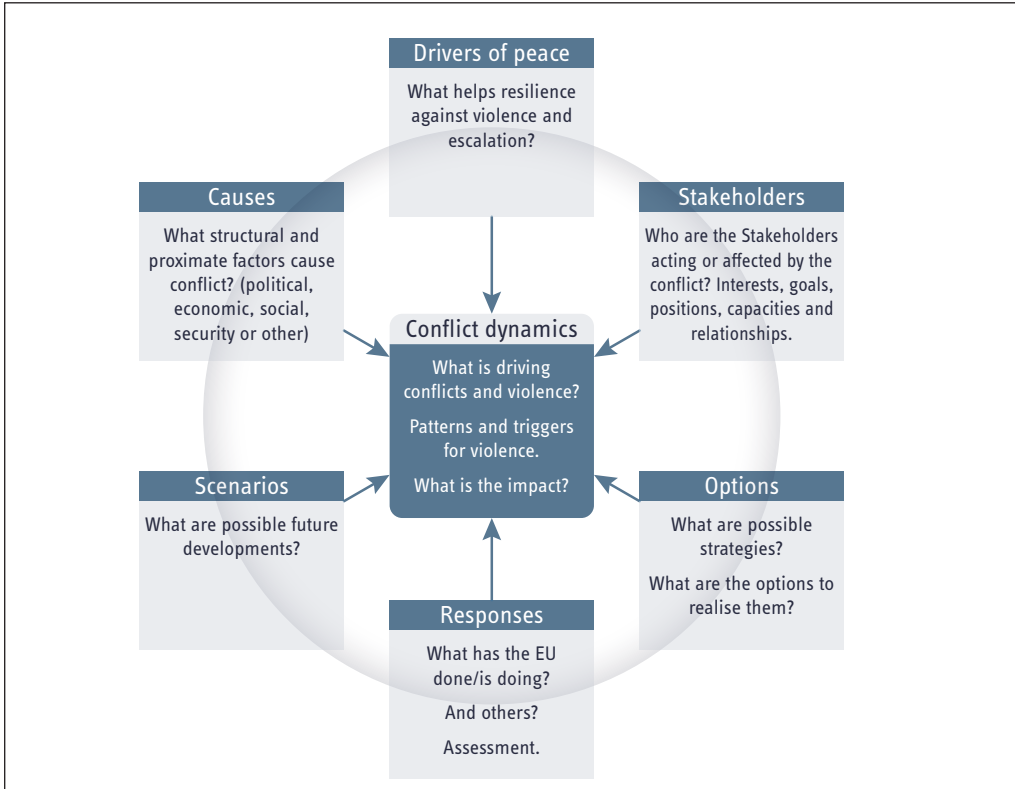 Drivers of peace
What helps resilience
against violence and
escalation?
Causes
What structural and
proximate factors cause
conflict? (political,
economic, social,
security or other)
Stakeholders
Who are the Stakeholders
acting or affected by the
conflict? Interests, goals,
positions, capacities and
relationships.
Conflict dynamics
What is driving
conflicts and violence?
Patterns and triggers
for violence.
What is the impact?
Scenarios
What are possible future
developments?
Options
What are possible
strategies?
What are the options to
realise them?
Responses
What has the EU
done/is doing?
And others?
Assessment.